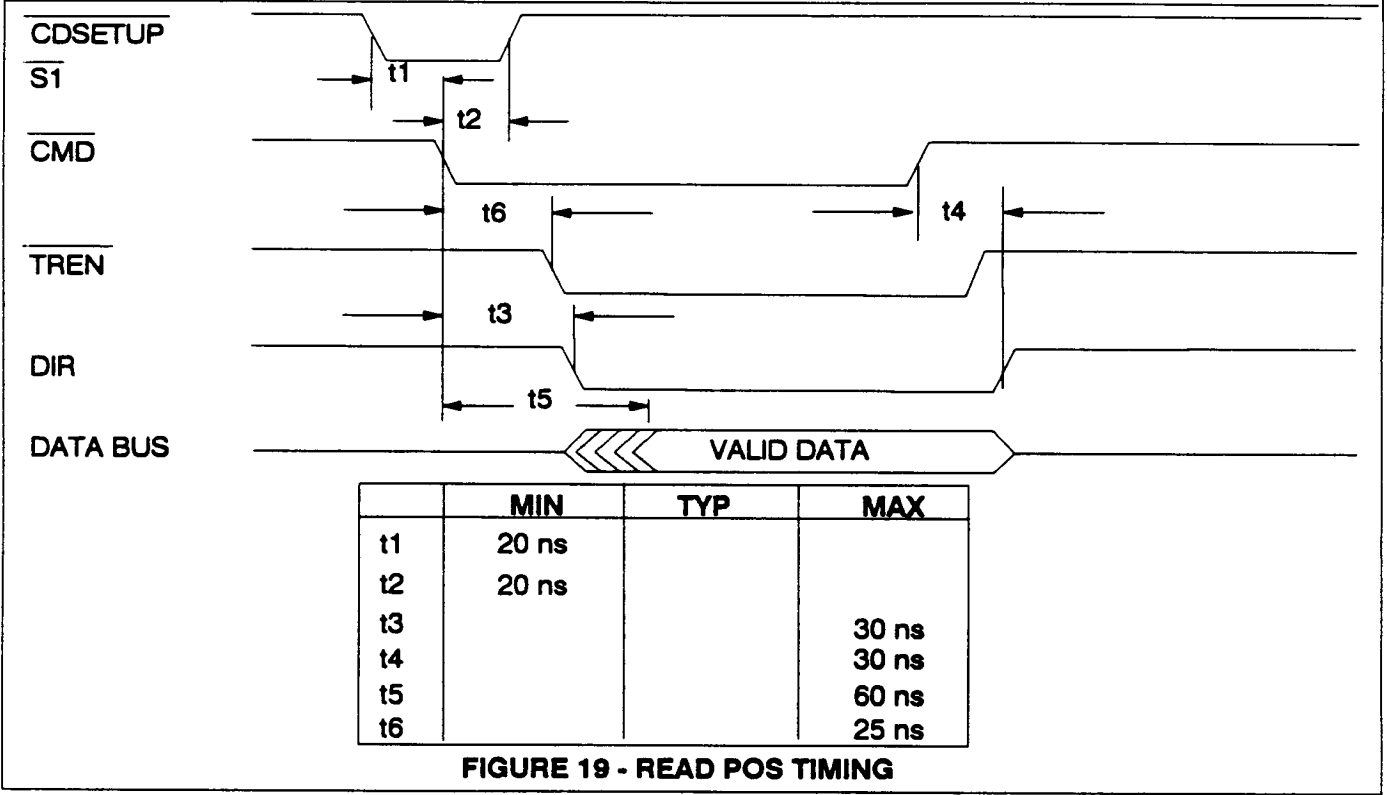 CDSETUP
t1
S1
t2
CMD
t6 t4
TREN
t3
DIR
t5
DATA BUS VALID DATA
MIN TYP MAX
t1 20 ns
t2 20 ns
t3 30 ns
t4 30 ns
t5 60 ns
t6 25 ns
FIGURE 19 - READ POS TIMING